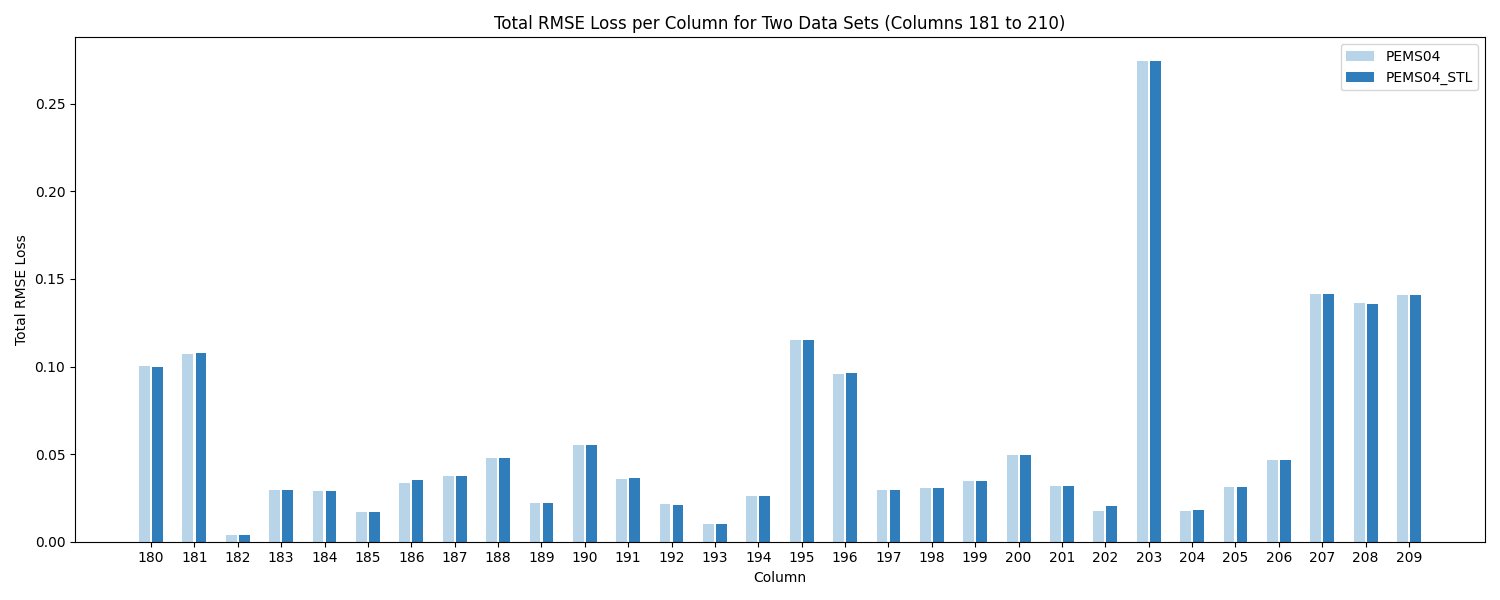 Total RMSE Loss per Column for Two Data Sets (Columns 181 to 210)
PEMS04
PEMS04_STL
Total RMSE Loss
0.25
0.20
0.15
0.10
0.05
0.00
180 181 182 183 184 185 186 187 188 189 190 191 192 193 194 195 196 197 198 199 200 201 202 203 204 205 206 207 208 209
Column